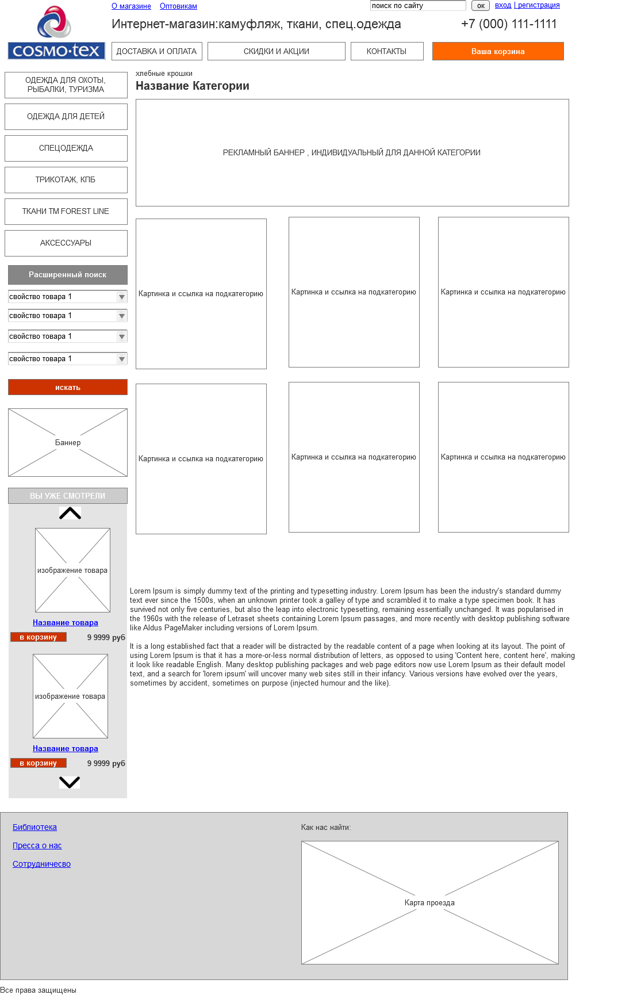 О магазине Оптовикам
поиск по сайту ок вход | регистрация
Интернет-магазин:камуфляж, ткани, спец.одежда +7 (000) 111-1111
COSMO·TEX
ДОСТАВКА И ОПЛАТА СКИДКИ И АКЦИИ КОНТАКТЫ Ваша корзина
ОДЕЖДА ДЛЯ ОХОТЫ,
РЫБАЛКИ, ТУРИЗМА
ОДЕЖДА ДЛЯ ДЕТЕЙ
СПЕЦОДЕЖДА
ТРИКОТАЖ, КПБ
ТКАНИ ТМ FOREST LINE
АКСЕССУАРЫ
Расширенный поиск
свойство товара 1
свойство товара 1
свойство товара 1
свойство товара 1
искать
Баннер
ВЫ УЖЕ СМОТРЕЛИ
изображение товара
Название товара
в корзину 9 9999 руб
изображение товара
Название товара
в корзину 9 9999 руб
хлебные крошки
Название Категории
РЕКЛАМНЫЙ БАННЕР , ИНДИВИДУАЛЬНЫЙ ДЛЯ ДАННОЙ КАТЕГОРИИ
Картинка и ссылка на подкатегорию
Картинка и ссылка на подкатегорию
Картинка и ссылка на подкатегорию
Картинка и ссылка на подкатегорию
Картинка и ссылка на подкатегорию
Картинка и ссылка на подкатегорию
Lorem Ipsum is simply dummy text of the printing and typesetting industry. Lorem Ipsum has been the industry's standard dummy
text ever since the 1500s, when an unknown printer took a galley of type and scrambled it to make a type specimen book. It has
survived not only five centuries, but also the leap into electronic typesetting, remaining essentially unchanged. It was popularised in
the 1960s with the release of Letraset sheets containing Lorem Ipsum passages, and more recently with desktop publishing software
like Aldus PageMaker including versions of Lorem Ipsum.
It is a long established fact that a reader will be distracted by the readable content of a page when looking at its layout. The point of
using Lorem Ipsum is that it has a more-or-less normal distribution of letters, as opposed to using 'Content here, content here', making
it look like readable English. Many desktop publishing packages and web page editors now use Lorem Ipsum as their default model
text, and a search for 'lorem ipsum' will uncover many web sites still in their infancy. Various versions have evolved over the years,
sometimes by accident, sometimes on purpose (injected humour and the like).
Библиотека
Пресса о нас
Сотрудничесво
Как нас найти:
Карта проезда
Все права защищены